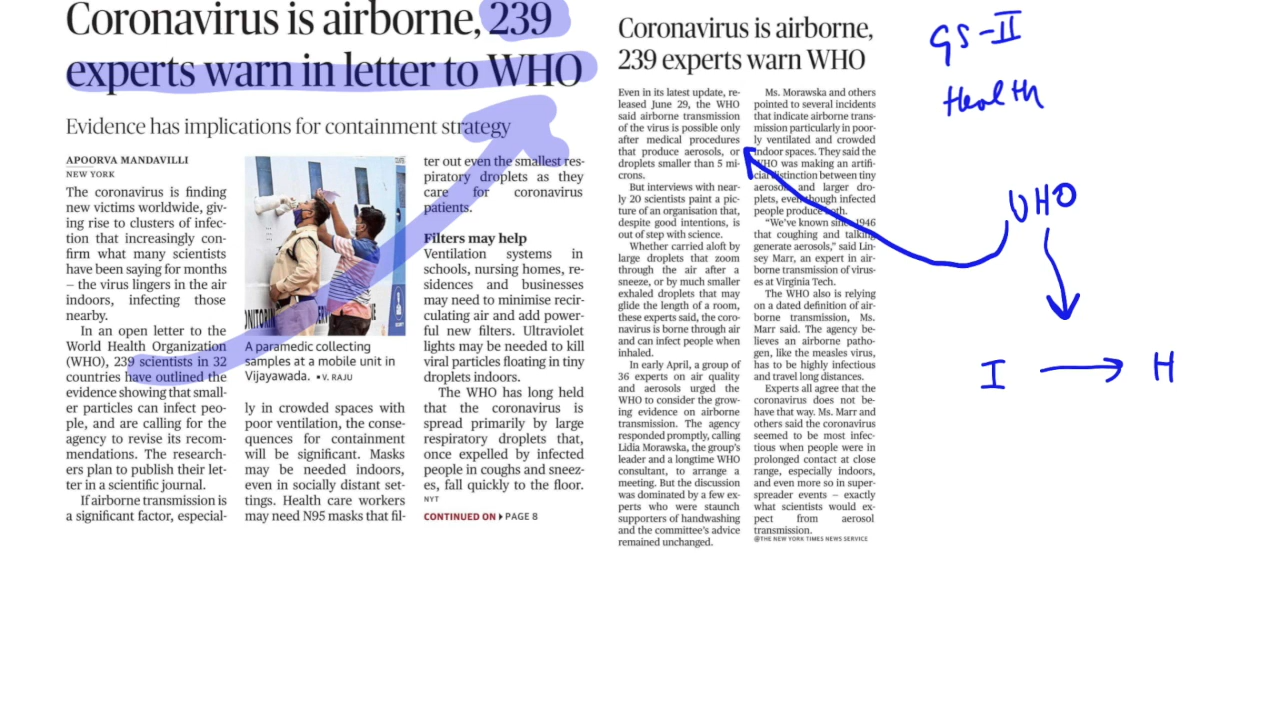 Coronavirus is airborne, 239
experts warn in letter to WHO
Evidence has implications for containment strategy
APOORVA MANDAVILLI
NEW YORK
The coronavirus is finding
new victims worldwide, giv-
ing rise to clusters of infec-
tion that increasingly con-
firm what many scientists
have been saying for months
– the virus lingers in the air
indoors, infecting those
nearby.
In an open letter to the
World Health Organization
(WHO), 239 scientists in 32
countries have outlined the
evidence showing that small-
er particles can infect peo-
ple, and are calling for the
agency to revise its recom-
mendations. The research-
ers plan to publish their let-
ter in a scientific journal.
If airborne transmission is
a significant factor, especial-
A paramedic collecting
samples at a mobile unit in
Vijayawada. • V. RAJU
ly in crowded spaces with
poor ventilation, the conse-
quences for containment
will be significant. Masks
may be needed indoors,
even in socially distant set-
tings. Health care workers
may need N95 masks that fil-
ter out even the smallest res-
piratory droplets as they
care for coronavirus
patients.
Filters may help
Ventilation systems in
schools, nursing homes, re-
sidences and businesses
may need to minimise recir-
culating air and add power-
ful new filters. Ultraviolet
lights may be needed to kill
viral particles floating in tiny
droplets indoors.
The WHO has long held
that the coronavirus is
spread primarily by large
respiratory droplets that,
once expelled by infected
people in coughs and sneez-
es, fall quickly to the floor.
NYT
CONTINUED ON PAGE 8
Coronavirus is airborne,
239 experts warn WHO
Even in its latest update, re-
leased June 29, the WHO
said airborne transmission
of the virus is possible only
after medical procedures
that produce aerosols, or
droplets smaller than 5 mi-
crons.
But interviews with near-
ly 20 scientists paint a pic-
ture of an organisation that,
despite good intentions, is
out of step with science.
Whether carried aloft by
large droplets that zoom
through the air after a
sneeze, or by much smaller
exhaled droplets that may
glide the length of a room,
these experts said, the coro-
navirus is borne through air
and can infect people when
inhaled.
In early April, a group of
36 experts on air quality
and aerosols urged the
WHO to consider the grow-
ing evidence on airborne
transmission. The agency
responded promptly, calling
Lidia Morawska, the group's
leader and a longtime WHO
consultant, to arrange a
meeting. But the discussion
was dominated by a few ex-
perts who were staunch
supporters of handwashing
and the committee's advice
remained unchanged.
Ms. Morawska and others
pointed to several incidents
that indicate airborne trans-
mission particularly in poor-
ly ventilated and crowded
indoor spaces. They said the
WHO was making an artifi-
cial distinction between tiny
aerosols and larger dro-
plets, even though infected
people produce both.
"We've known since 1946
that coughing and talking
generate aerosols," said Lin-
sey Marr, an expert in air-
borne transmission of virus-
es at Virginia Tech.
The WHO also is relying
on a dated definition of air-
borne transmission, Ms.
Marr said. The agency be-
lieves an airborne patho-
gen, like the measles virus,
has to be highly infectious
and travel long distances.
Experts all agree that the
coronavirus does not be-
have that way. Ms. Marr and
others said the coronavirus
seemed to be most infec-
tious when people were in
prolonged contact at close
range, especially indoors,
and even more so in super-
spreader events – exactly
what scientists would ex-
pect from aerosol
transmission.
@THE NEW YORK TIMES NEWS SERVICE
GS-II
Health
WHO
I → H